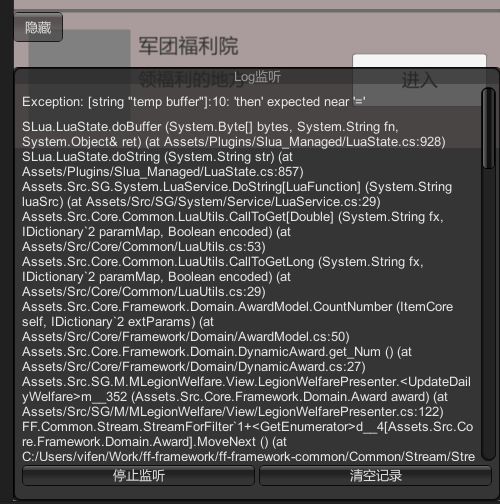 隐藏
军团福利院
领福利的地方
进入
Log监听
Exception: [string "temp buffer"]:10: 'then' expected near '='
SLua.LuaState.doBuffer (System.Byte[] bytes, System.String fn,
System.Object& ret) (at Assets/Plugins/Slua_Managed/LuaState.cs:928)
SLua.LuaState.doString (System.String str) (at
Assets/Plugins/Slua_Managed/LuaState.cs:857)
Assets.Src.SG.System.LuaService.DoString[LuaFunction] (System.String
luaSrc) (at Assets/Src/SG/System/Service/LuaService.cs:29)
Assets.Src.Core.Common.LuaUtils.CallToGet[Double] (System.String fx,
IDictionary`2 paramMap, Boolean encoded) (at
Assets/Src/Core/Common/LuaUtils.cs:53)
Assets.Src.Core.Common.LuaUtils.CallToGetLong (System.String fx,
IDictionary`2 paramMap, Boolean encoded) (at
Assets/Src/Core/Common/LuaUtils.cs:29)
Assets.Src.Core.Framework.Domain.AwardModel.CountNumber (ItemCore
self, IDictionary`2 extParams) (at
Assets/Src/Core/Framework/Domain/AwardModel.cs:50)
Assets.Src.Core.Framework.Domain.DynamicAward.get_Num () (at
Assets/Src/Core/Framework/Domain/DynamicAward.cs:27)
Assets.Src.SG.M.MLegionWelfare.View.LegionWelfarePresenter.<UpdateDail
yWelfare>m__352 (Assets.Src.Core.Framework.Domain.Award award) (at
Assets/Src/SG/M/MLegionWelfare/View/LegionWelfarePresenter.cs:122)
FF.Common.Stream.StreamForFilter`1+<GetEnumerator>d__4[Assets.Src.Co
re.Framework.Domain.Award].MoveNext () (at
C:/Users/vifen/Work/ff-framework/ff-framework-common/Common/Stream/Stre
停止监听
清空记录